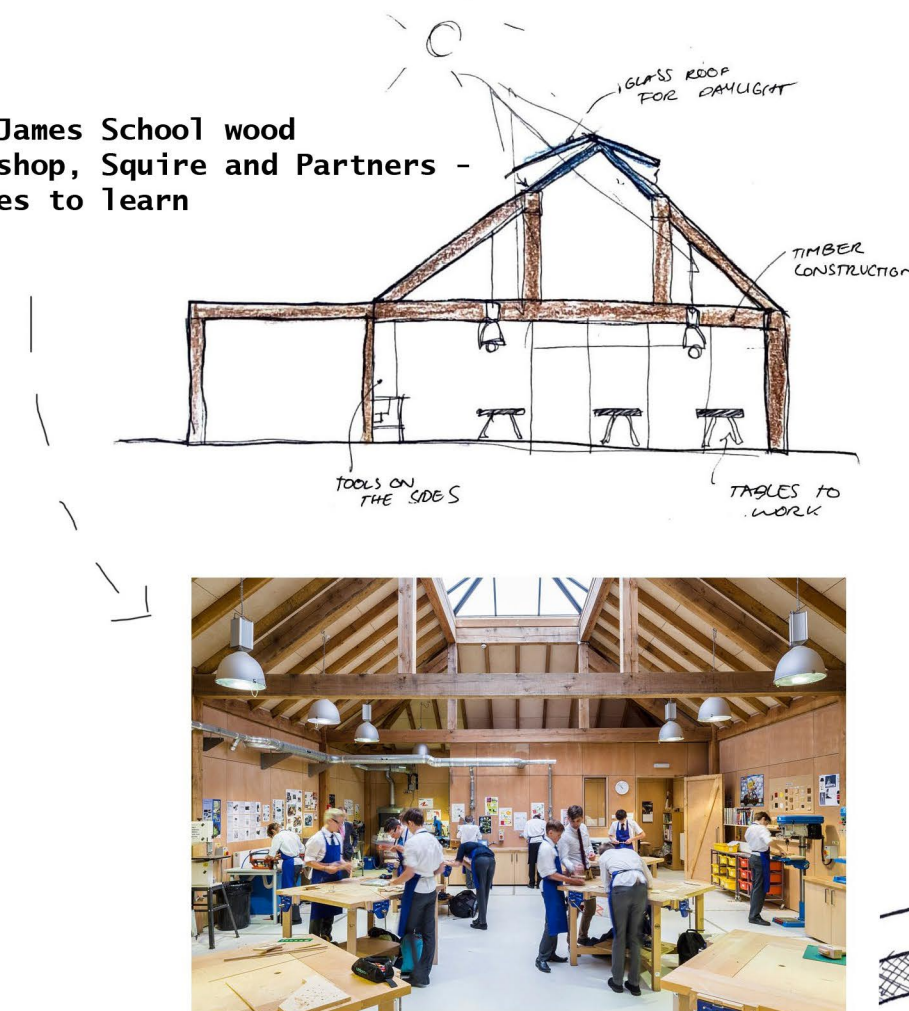 James School wood
shop, Squire and Partners -
es to learn
GLASS ROOF
FOR DAYLIGHT
TIMBER
CONSTRUCTION
TOOLS ON
THE SIDES
TABLES TO
WORK